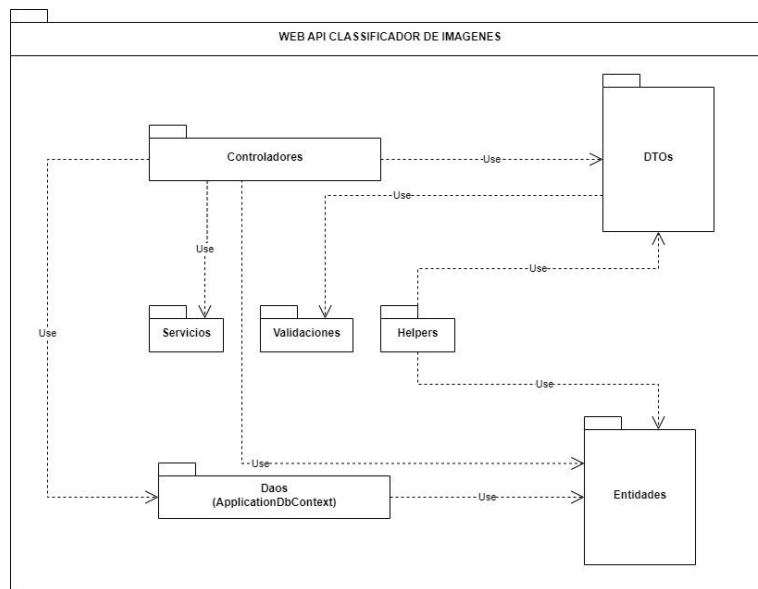 WEB API CLASSIFICADOR DE IMAGENES
Controladores
Use
DTOs
Use
Use
Use
Servicios
Validaciones
Helpers
Use
Use
Use
Daos
(ApplicationDbContext)
Use
Entidades